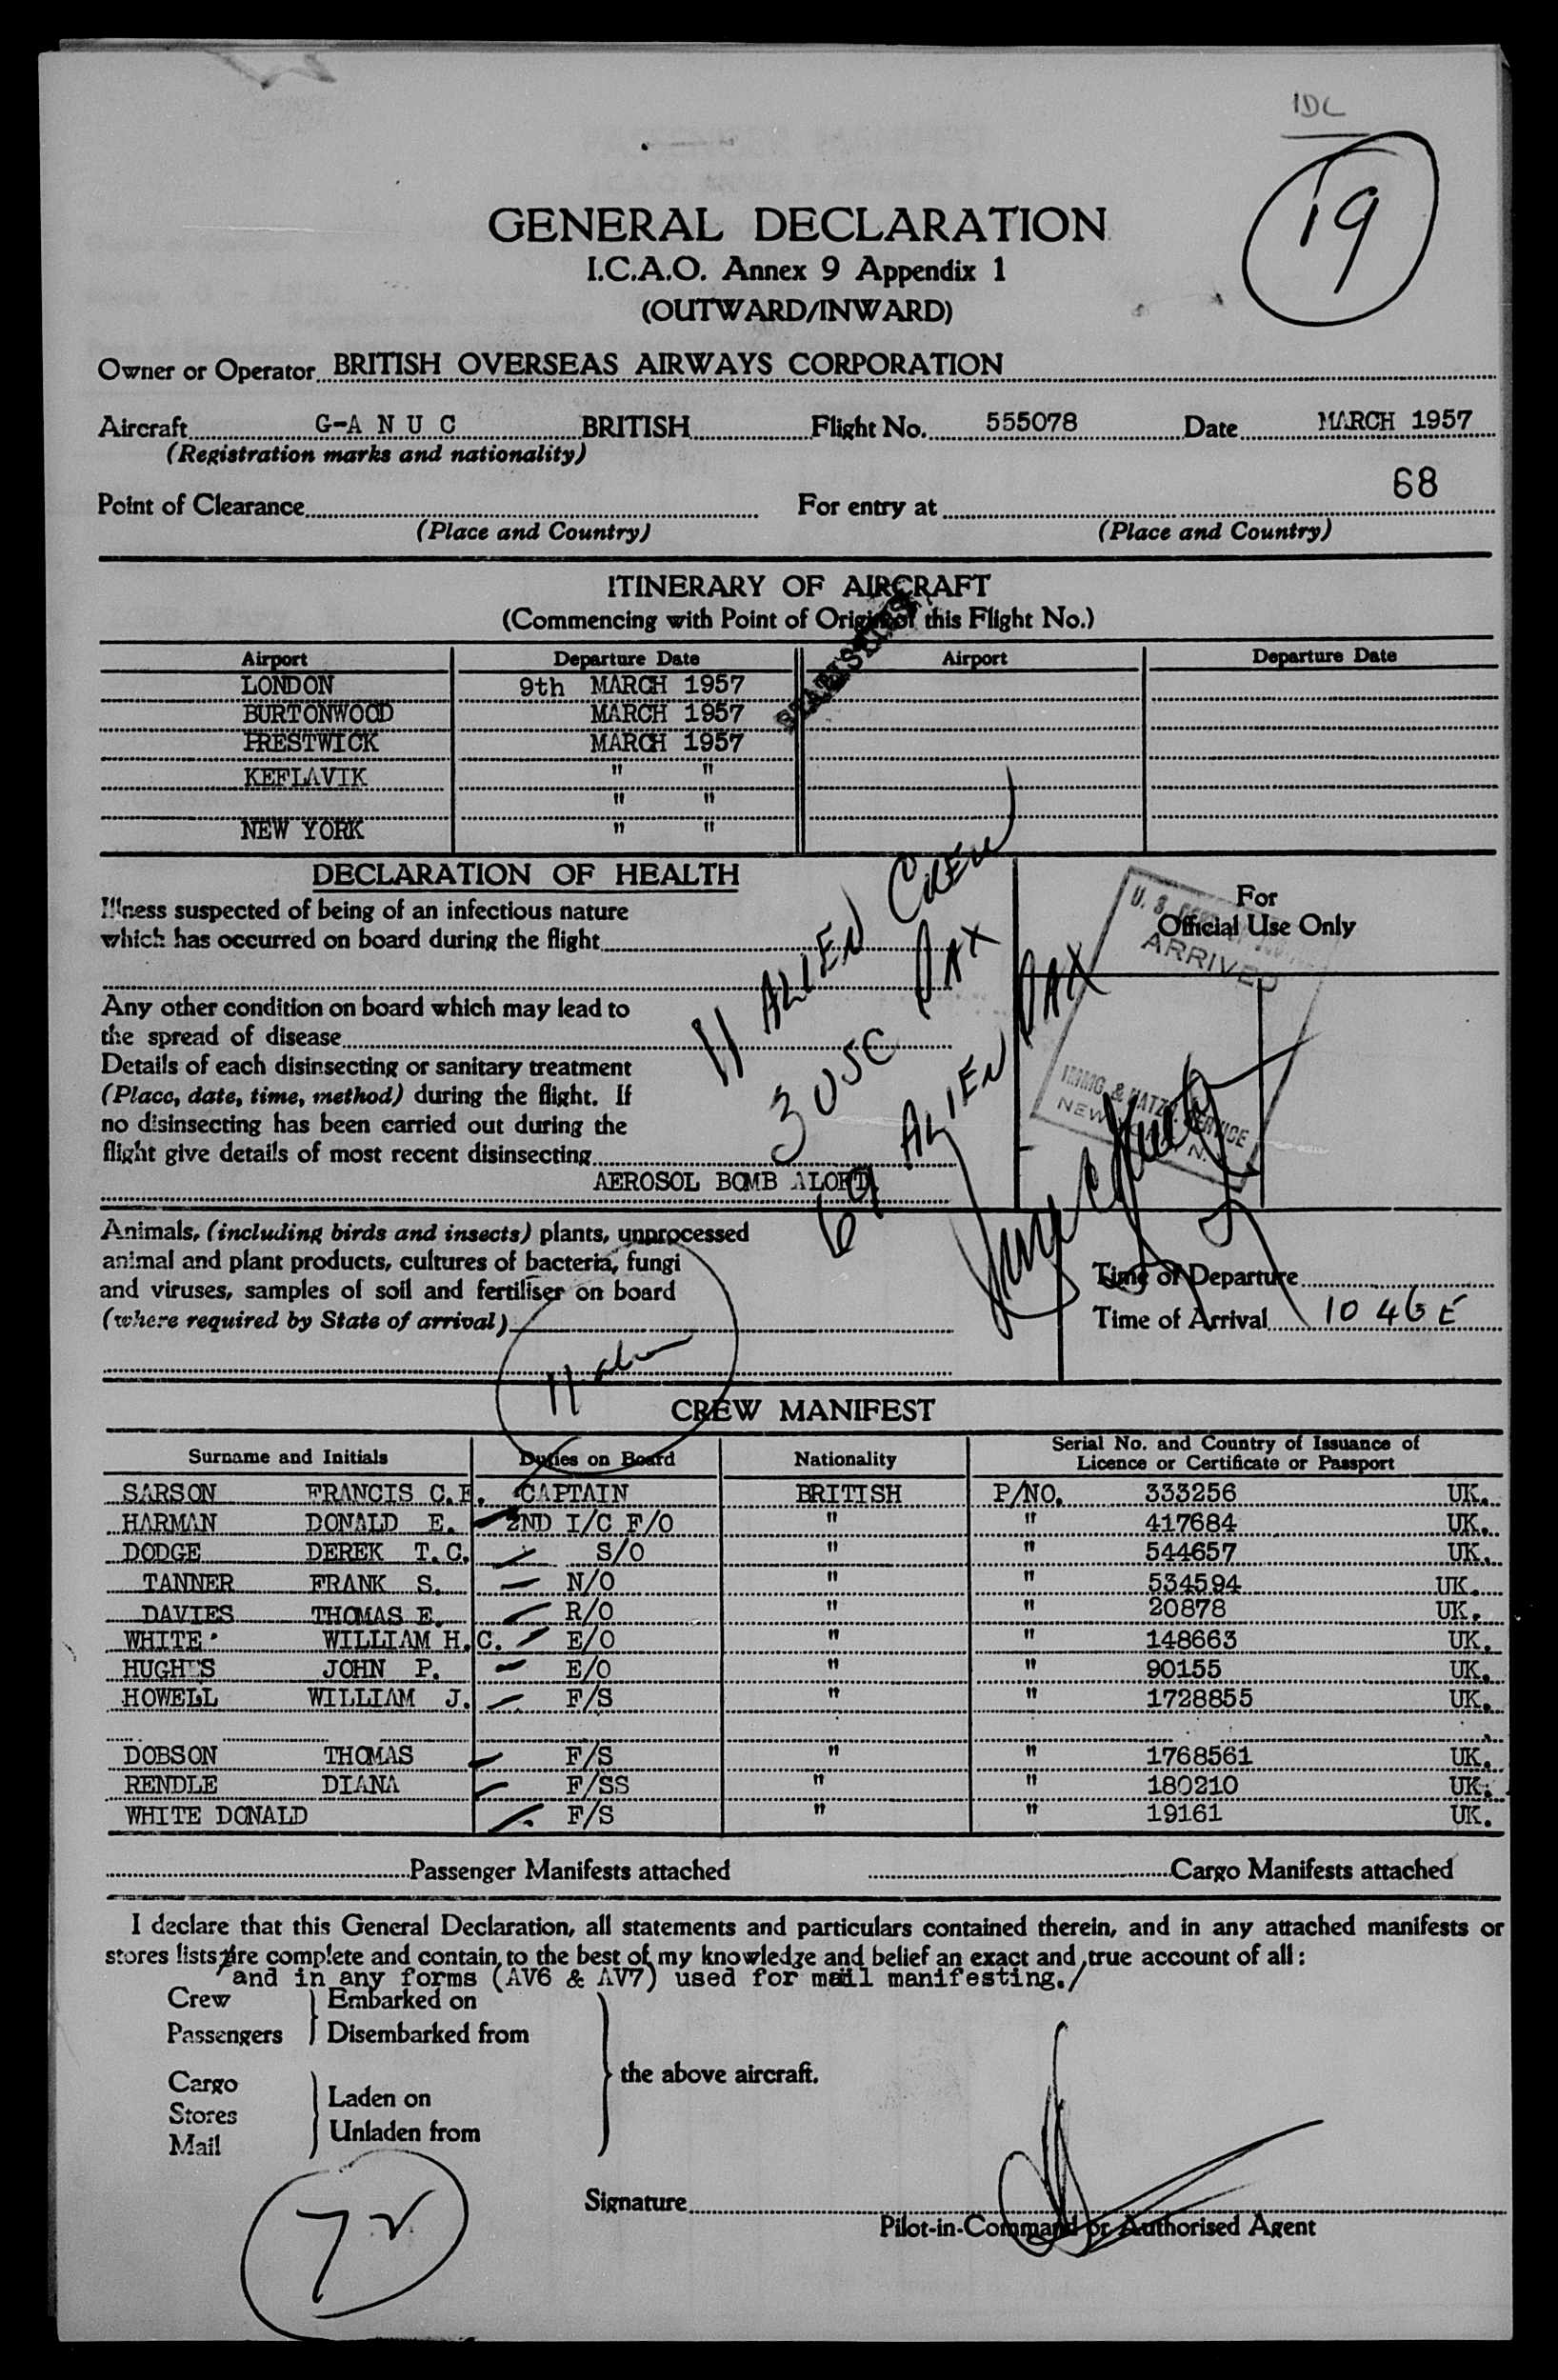 IDC
19
GENERAL DECLARATION
I.C.A.O. Annex 9 Appendix 1
(OUTWARD/INWARD)
Owner or Operator BRITISH OVERSEAS AIRWAYS CORPORATION
Aircraft G-A N U C BRITISH Flight No. 555078 Date MARCH 1957
(Registration marks and nationality)
68
Point of Clearance For entry at
(Place and Country) (Place and Country)
ITINERARY OF AIRCRAFT
(Commencing with Point of Origin of this Flight No.)
Airport Departure Date Airport Departure Date
LONDON 9th MARCH 1957
BURTONWOOD MARCH 1957
PRESTWICK MARCH 1957
KEFLAVIK " "
" "
NEW YORK " "
DECLARATION OF HEALTH
For
Official Use Only
Illness suspected of being of an infectious nature
which has occurred on board during the flight
U. S.
ARRIVED
IMMG. & NATZ. SERVICE
NEW
11 ALIEN CREW
3 USC PAX
69 ALIEN PAX
Any other condition on board which may lead to
the spread of disease
Details of each disinsecting or sanitary treatment
(Place, date, time, method) during the flight. If
no disinsecting has been carried out during the
flight give details of most recent disinsecting
AEROSOL BOMB ALOFT
Animals, (including birds and insects) plants, unprocessed
animal and plant products, cultures of bacteria, fungi
and viruses, samples of soil and fertiliser on board
(where required by State of arrival)
Time of Departure
Time of Arrival 10 46 E
11
CREW MANIFEST
Surname and Initials Duties on Board Nationality Serial No. and Country of Issuance of
Licence or Certificate or Passport
SARSON FRANCIS C.E. CAPTAIN BRITISH P/NO. 333256 UK.
HARMAN DONALD E. 2ND I/C F/O " " 417684 UK.
DODGE DEREK T.C. S/O " " 544657 UK.
TANNER FRANK S. N/O " " 534594 UK.
DAVIES THOMAS E. R/O " " 20878 UK.
WHITE WILLIAM H.C. E/O " " 148663 UK.
HUGHES JOHN P. E/O " " 90155 UK.
HOWELL WILLIAM J. F/S " " 1728855 UK.
DOBSON THOMAS F/S " " 1768561 UK.
RENDLE DIANA F/SS " " 180210 UK.
WHITE DONALD F/S " " 19161 UK.
Passenger Manifests attached Cargo Manifests attached
I declare that this General Declaration, all statements and particulars contained therein, and in any attached manifests or
stores lists are complete and contain to the best of my knowledge and belief an exact and true account of all:
and in any forms (AV6 & AV7) used for mail manifesting./
Crew Embarked on
Passengers Disembarked from
the above aircraft.
Cargo
Laden on
Stores
Unladen from
Mail
72
Signature
Pilot-in-Command or Authorised Agent